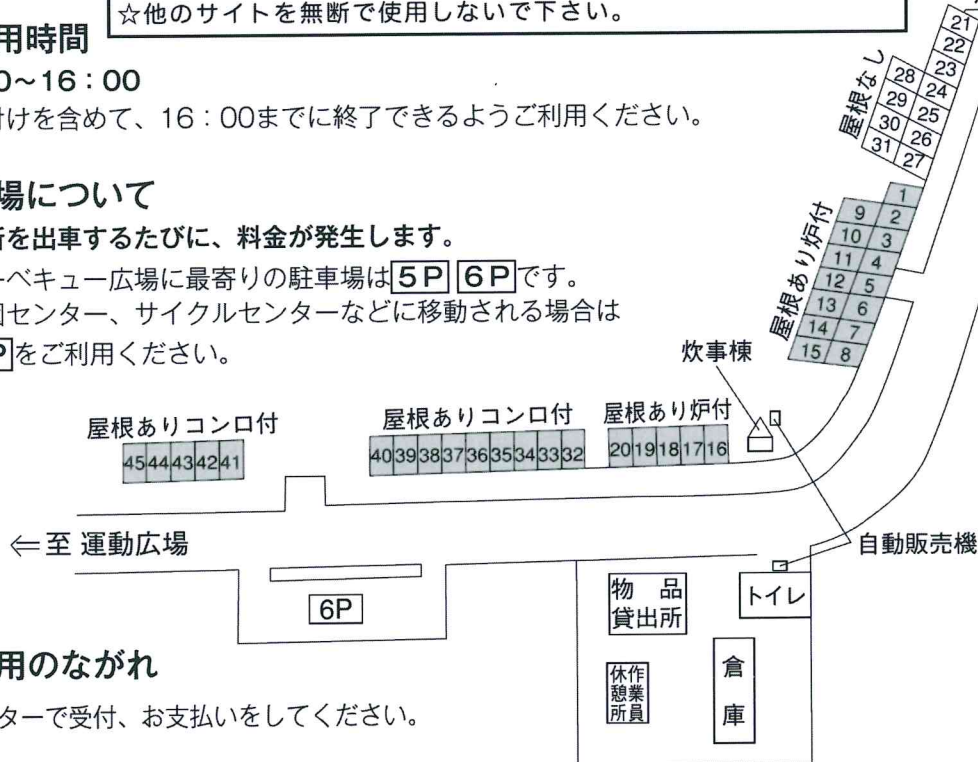 ☆他のサイトを無断で使用しないで下さい。
用時間
0～16：00
付けを含めて、16：00までに終了できるようご利用ください。
場について
所を出車するたびに、料金が発生します。
ーベキュー広場に最寄りの駐車場は5P 6Pです。
センター、サイクルセンターなどに移動される場合は
Pをご利用ください。
屋根なし
21
22
23
28 24
29 25
30 26
31 27
屋根あり炉付
1
9 2
10 3
11 4
12 5
13 6
14 7
15 8
炊事棟
屋根ありコンロ付
45 44 43 42 41
屋根ありコンロ付
40 39 38 37 36 35 34 33 32
屋根あり炉付
20 19 18 17 16
⇐至 運動広場
自動販売機
6P
物品
貸出所
トイレ
作業員
休憩所
倉庫
用のながれ
ターで受付、お支払いをしてください。